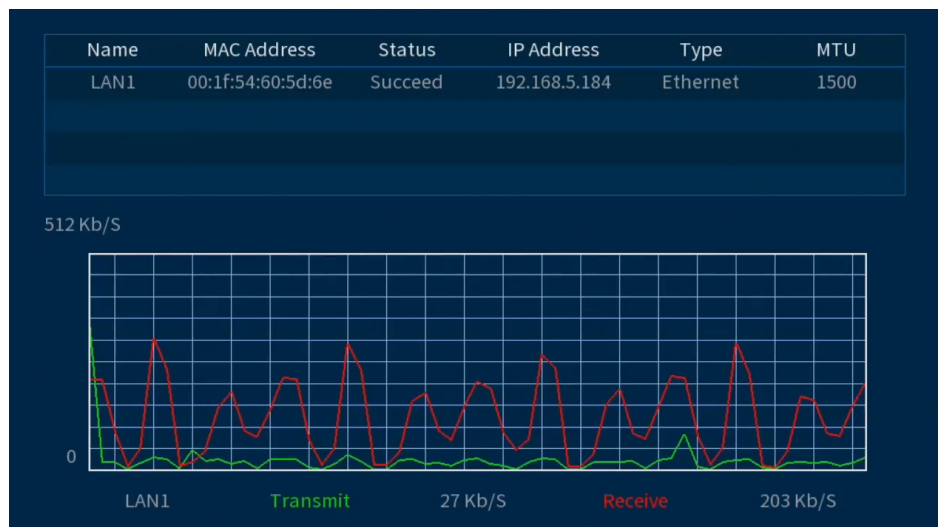 Name MAC Address Status IP Address Type MTU
LAN1 00:1f:54:60:5d:6e Succeed 192.168.5.184 Ethernet 1500
512 Kb/S
0
LAN1 Transmit 27 Kb/S Receive 203 Kb/S